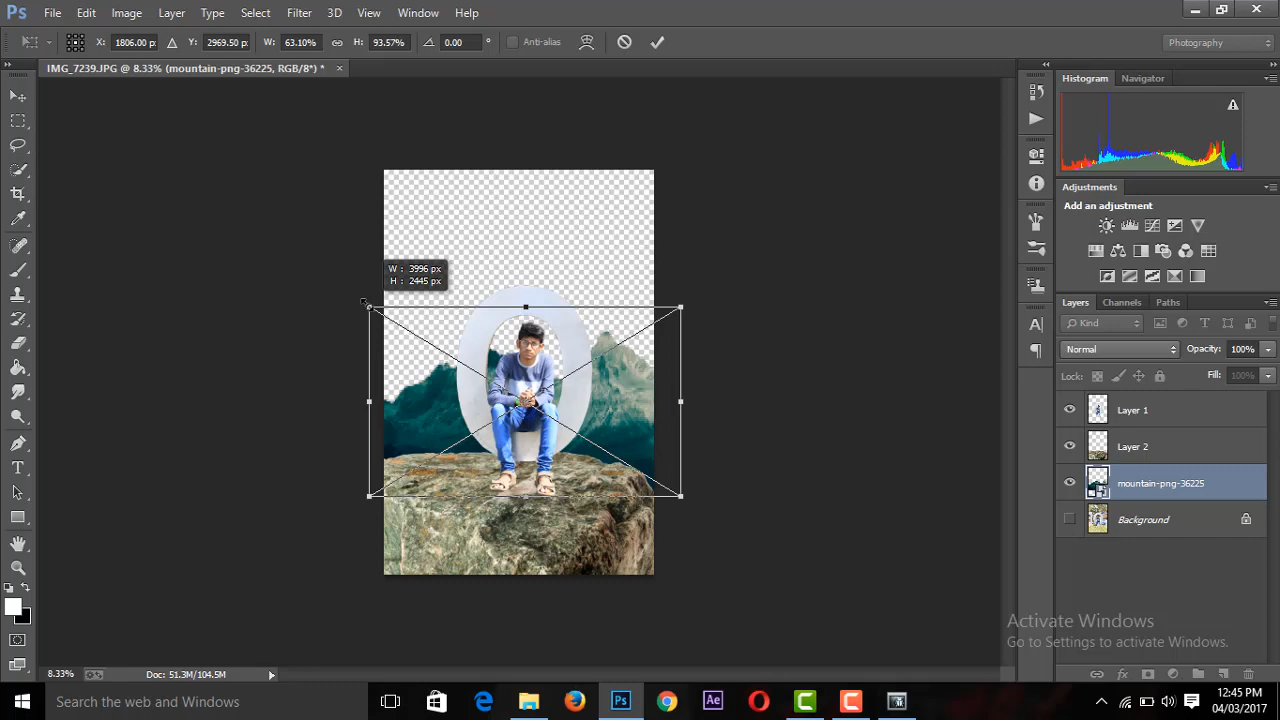 Ps File Edit Image Layer Type Select Filter 3D View Window Help
X: 1806.00 px Y: 2969.50 px W: 63.10% H: 93.57% 0.00 ° Anti-alias Photography
IMG_7239.JPG @ 8.33% (mountain-png-36225, RGB/8*) * ×
Histogram Navigator
Adjustments
Add an adjustment
W : 3996 px
H : 2445 px
Layers Channels Paths
Kind
Normal Opacity: 100%
Lock: Fill: 100%
Layer 1
Layer 2
mountain-png-36225
Background
Activate Windows
Go to Settings to activate Windows.
8.33% Doc: 51.3M/104.5M
Search the web and Windows
Ps Ae
12:45 PM
04/03/2017